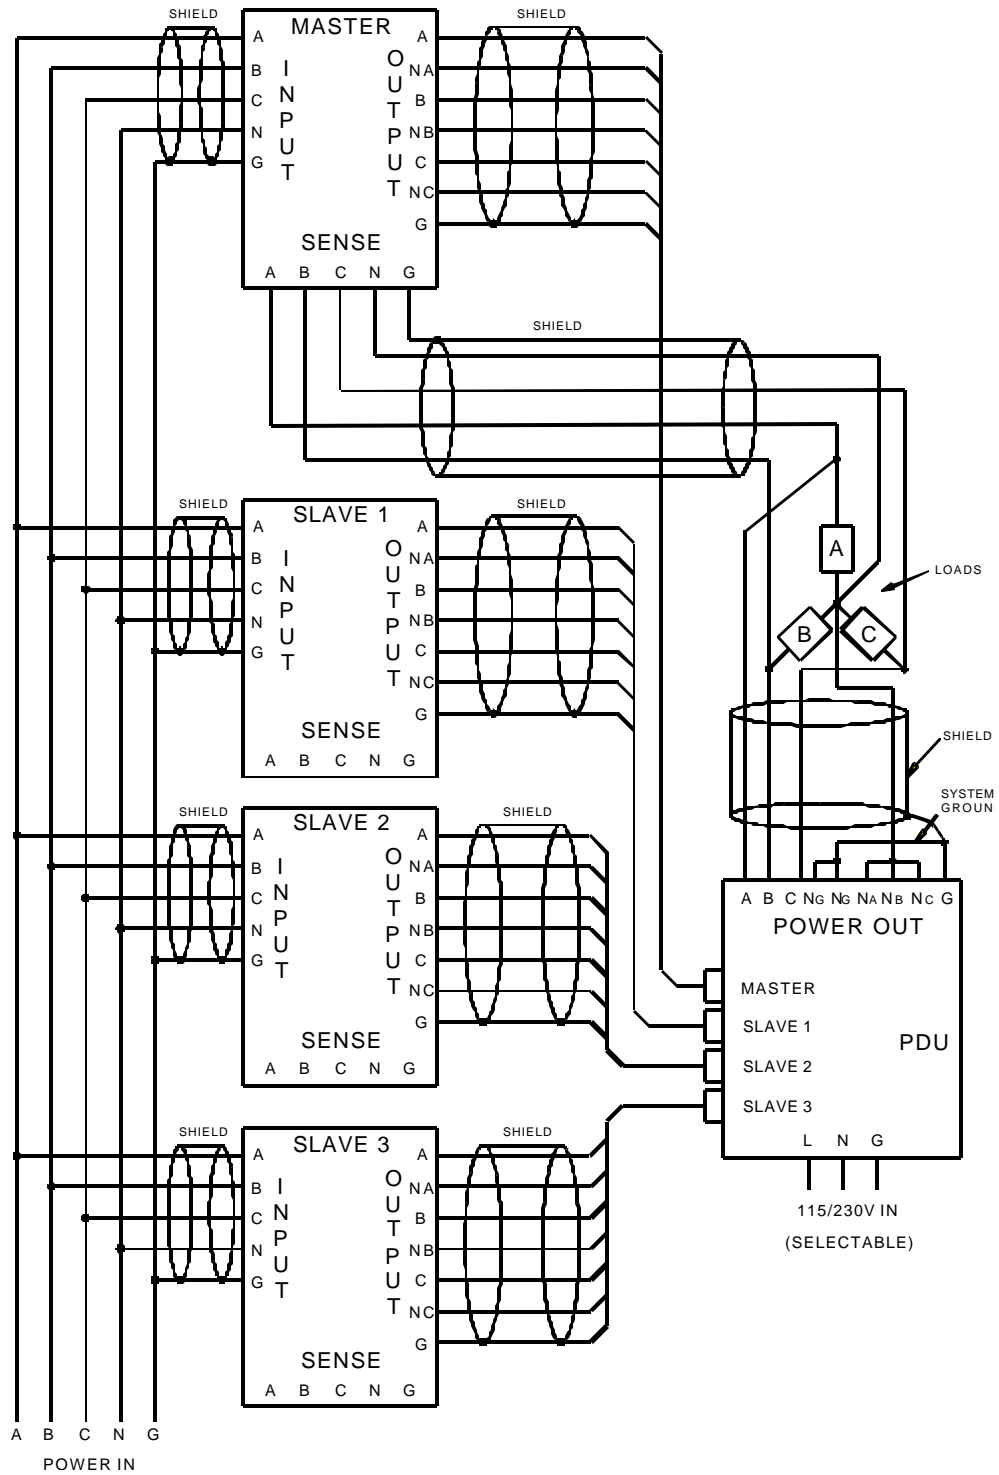 SHIELD
MASTER
SHIELD
A
B
C
N
G
INPUT
OUTPUT
A
NA
B
NB
C
NC
G
SENSE
A B C N G
SHIELD
SHIELD
SLAVE 1
SHIELD
A
B
C
N
G
INPUT
OUTPUT
A
NA
B
NB
C
NC
G
SENSE
A B C N G
A
B
C
LOADS
SHIELD
SYSTEM
GROUN
SHIELD
SLAVE 2
SHIELD
A
B
C
N
G
INPUT
OUTPUT
A
NA
B
NB
C
NC
G
SENSE
A B C N G
A B C NG NG NA NB NC G
POWER OUT
MASTER
SLAVE 1
PDU
SLAVE 2
SLAVE 3
L N G
115/230V IN
(SELECTABLE)
SHIELD
SLAVE 3
SHIELD
A
B
C
N
G
INPUT
OUTPUT
A
NA
B
NB
C
NC
G
SENSE
A B C N G
A B C N G
POWER IN